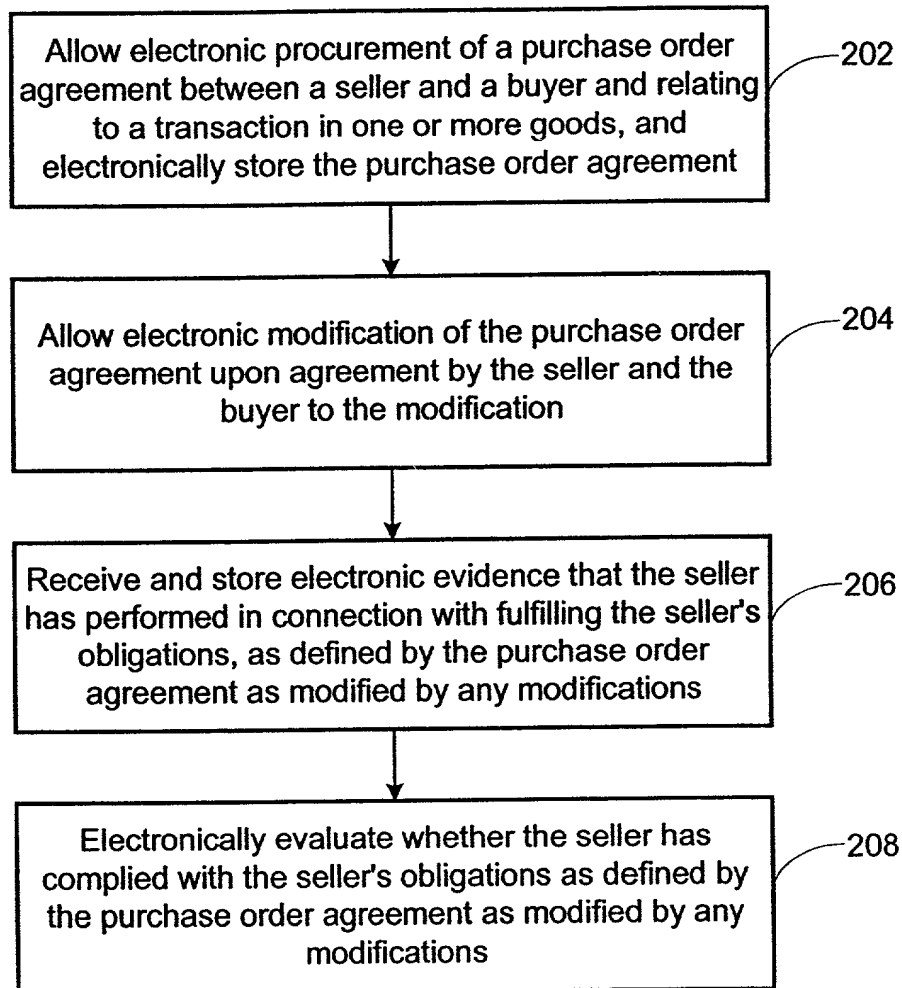 Allow electronic procurement of a purchase order
agreement between a seller and a buyer and relating
to a transaction in one or more goods, and
electronically store the purchase order agreement
202
Allow electronic modification of the purchase order
agreement upon agreement by the seller and the
buyer to the modification
204
Receive and store electronic evidence that the seller
has performed in connection with fulfilling the seller's
obligations, as defined by the purchase order
agreement as modified by any modifications
206
Electronically evaluate whether the seller has
complied with the seller's obligations as defined by
the purchase order agreement as modified by any
modifications
208